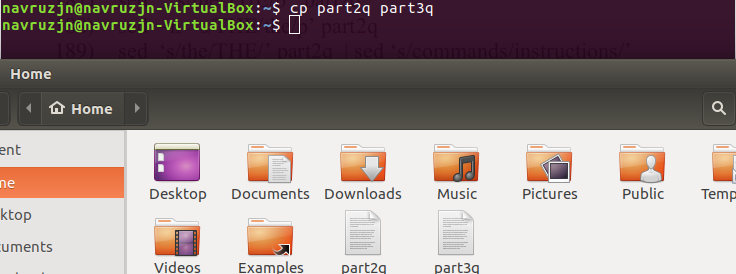 navruzjn@navruzjn-VirtualBox:~$ cp part2q part3q
navruzjn@navruzjn-VirtualBox:~$
part2q
189) sed 's/the/THE/' part2q | sed 's/commands/instructions/'
Home
Home
ent
Desktop Documents Downloads Music Pictures Public Temp
me
ktop
cuments
Videos Examples part2q part3q